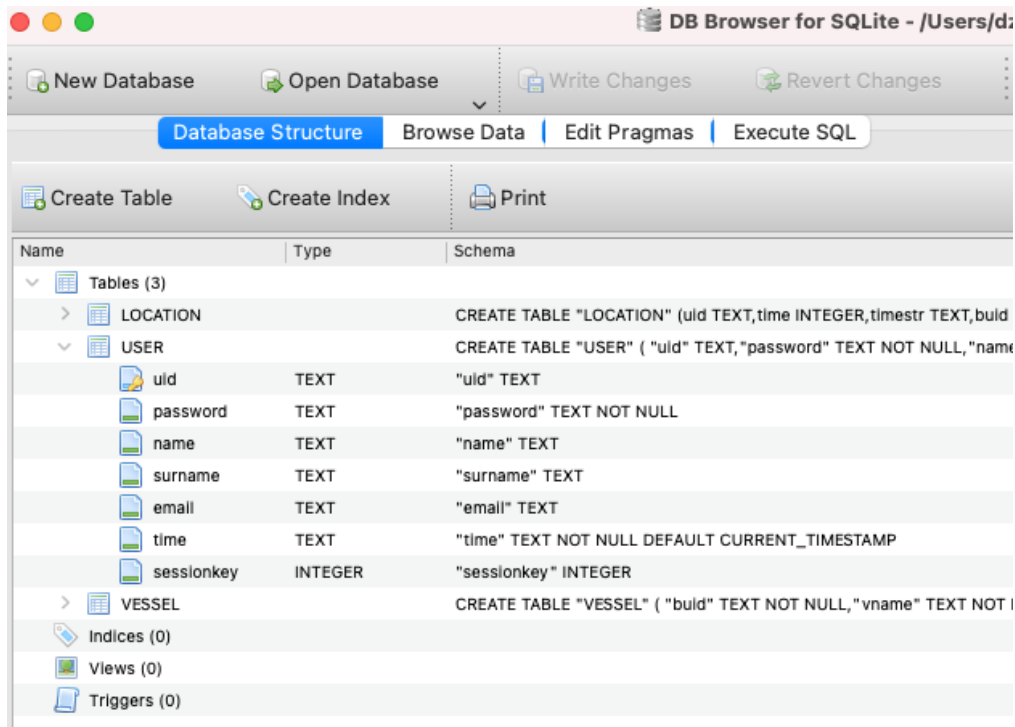 DB Browser for SQLite - /Users/dz
New Database Open Database Write Changes Revert Changes
Database Structure Browse Data Edit Pragmas Execute SQL
Create Table Create Index Print
Name Type Schema
Tables (3)
LOCATION CREATE TABLE "LOCATION" (uid TEXT,time INTEGER,timestr TEXT,buid
USER CREATE TABLE "USER" ( "uid" TEXT,"password" TEXT NOT NULL,"name
uid TEXT "uid" TEXT
password TEXT "password" TEXT NOT NULL
name TEXT "name" TEXT
surname TEXT "surname" TEXT
email TEXT "email" TEXT
time TEXT "time" TEXT NOT NULL DEFAULT CURRENT_TIMESTAMP
sessionkey INTEGER "sessionkey" INTEGER
VESSEL CREATE TABLE "VESSEL" ( "buid" TEXT NOT NULL,"vname" TEXT NOT
Indices (0)
Views (0)
Triggers (0)